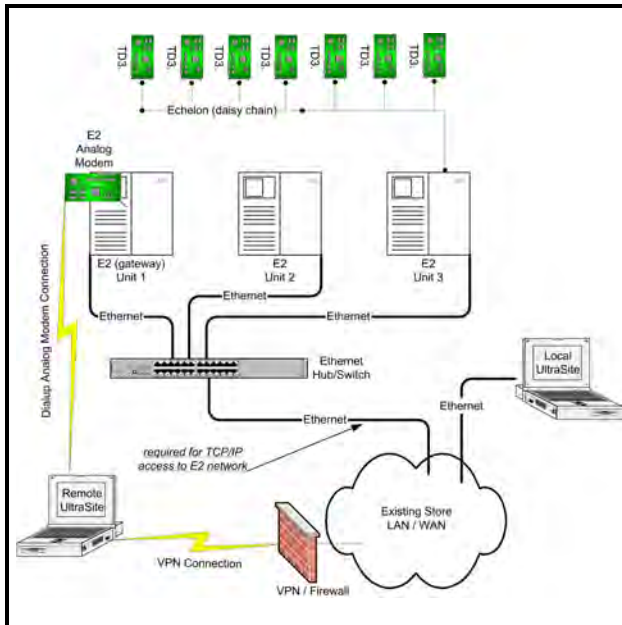 TD3.
TD3.
TD3.
TD3.
TD3.
TD3.
TD3.
Echelon (daisy chain)
E2
Analog
Modem
E2 (gateway)
Unit 1
E2
Unit 2
E2
Unit 3
Ethernet
Ethernet
Ethernet
Dialup Analog Modem Connection
Ethernet
Hub/Switch
Local
UltraSite
Ethernet
Ethernet
required for TCP/IP
access to E2 network
Remote
UltraSite
Existing Store
LAN / WAN
VPN Connection
VPN / Firewall